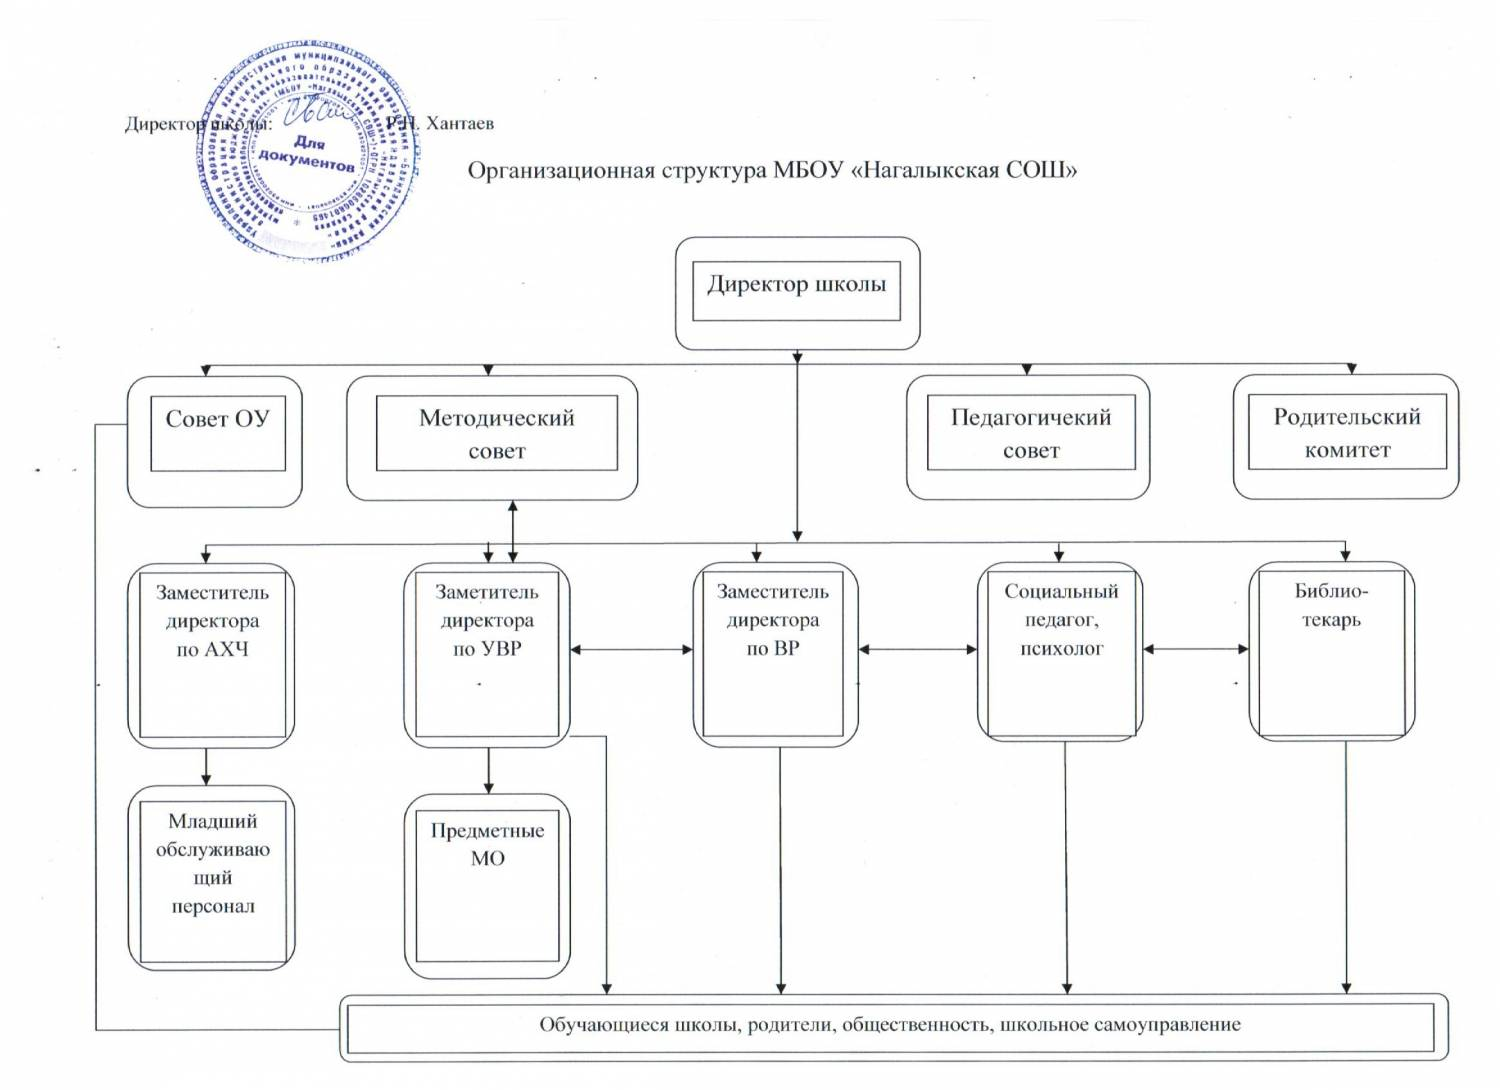 Директор школы: Р.П. Хантаев
Для
документов
Организационная структура МБОУ «Нагалыкская СОШ»
Директор школы
Совет ОУ
Методический
совет
Педагогичекий
совет
Родительский
комитет
Заместитель
директора
по АХЧ
Заметитель
директора
по УВР
Заместитель
директора
по ВР
Социальный
педагог,
психолог
Библио-
текарь
Младший
обслуживаю
щий
персонал
Предметные
МО
Обучающиеся школы, родители, общественность, школьное самоуправление